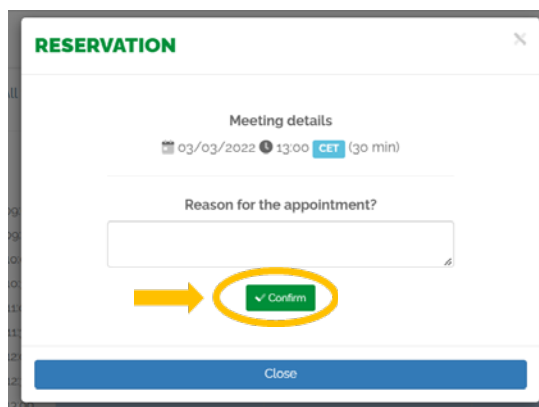 RESERVATION
×
Meeting details
03/03/2022 13:00 CET (30 min)
Reason for the appointment?
Confirm
Close